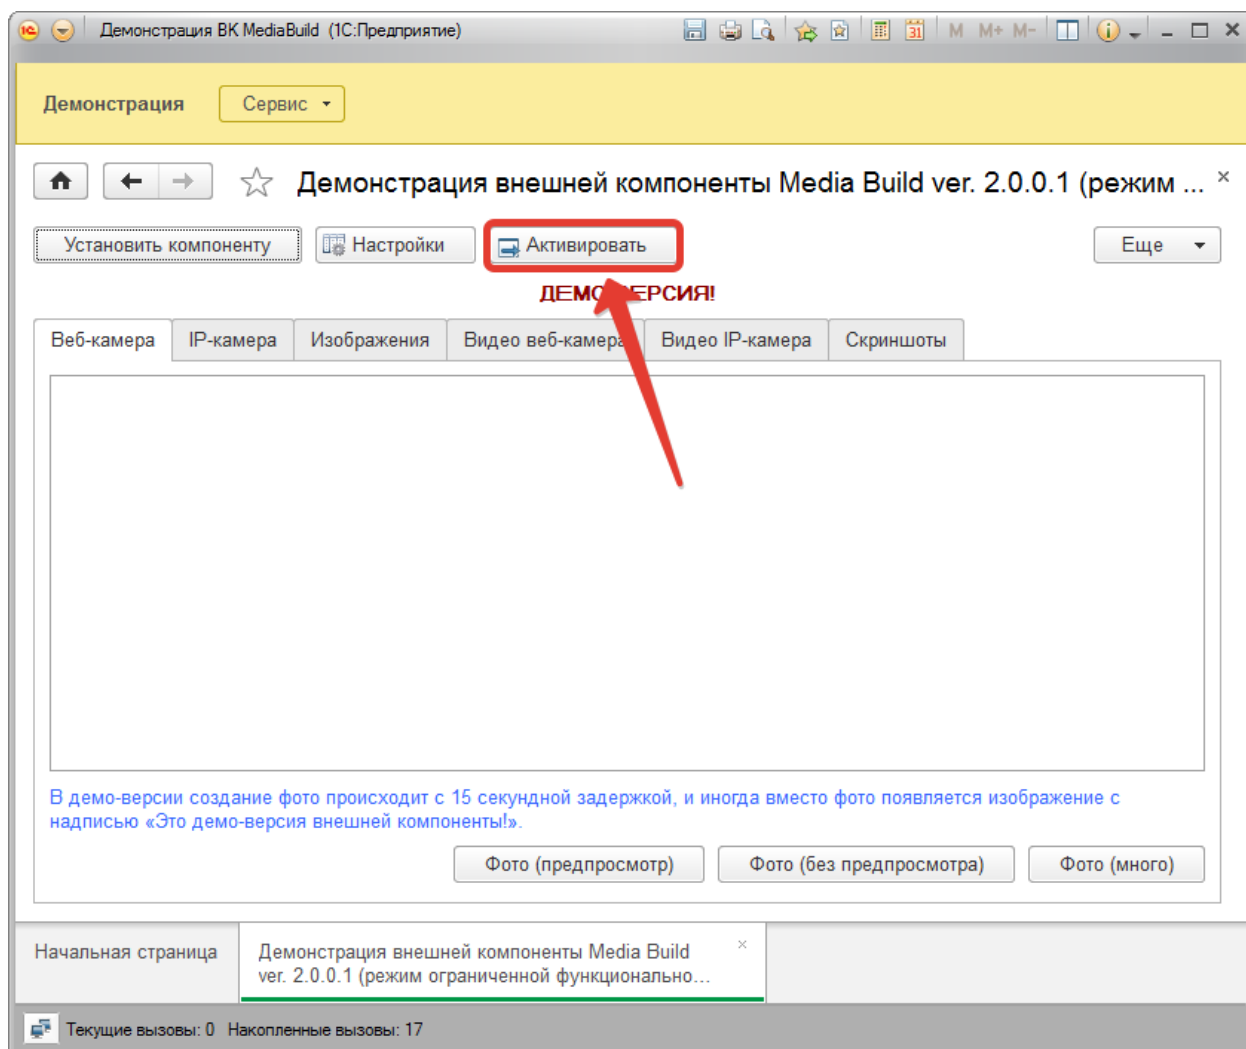 Демонстрация ВК MediaBuild (1С:Предприятие)
31 M M+ M-
Демонстрация Сервис
Демонстрация внешней компоненты Media Build ver. 2.0.0.1 (режим ...
Установить компоненту Настройки Активировать Еще
Веб-камера IP-камера Изображения Видео веб-камера Видео IP-камера Скриншоты
В демо-версии создание фото происходит с 15 секундной задержкой, и иногда вместо фото появляется изображение с
надписью «Это демо-версия внешней компоненты!».
Фото (предпросмотр) Фото (без предпросмотра) Фото (много)
Начальная страница
Демонстрация внешней компоненты Media Build
ver. 2.0.0.1 (режим ограниченной функционально...
Текущие вызовы: 0 Накопленные вызовы: 17